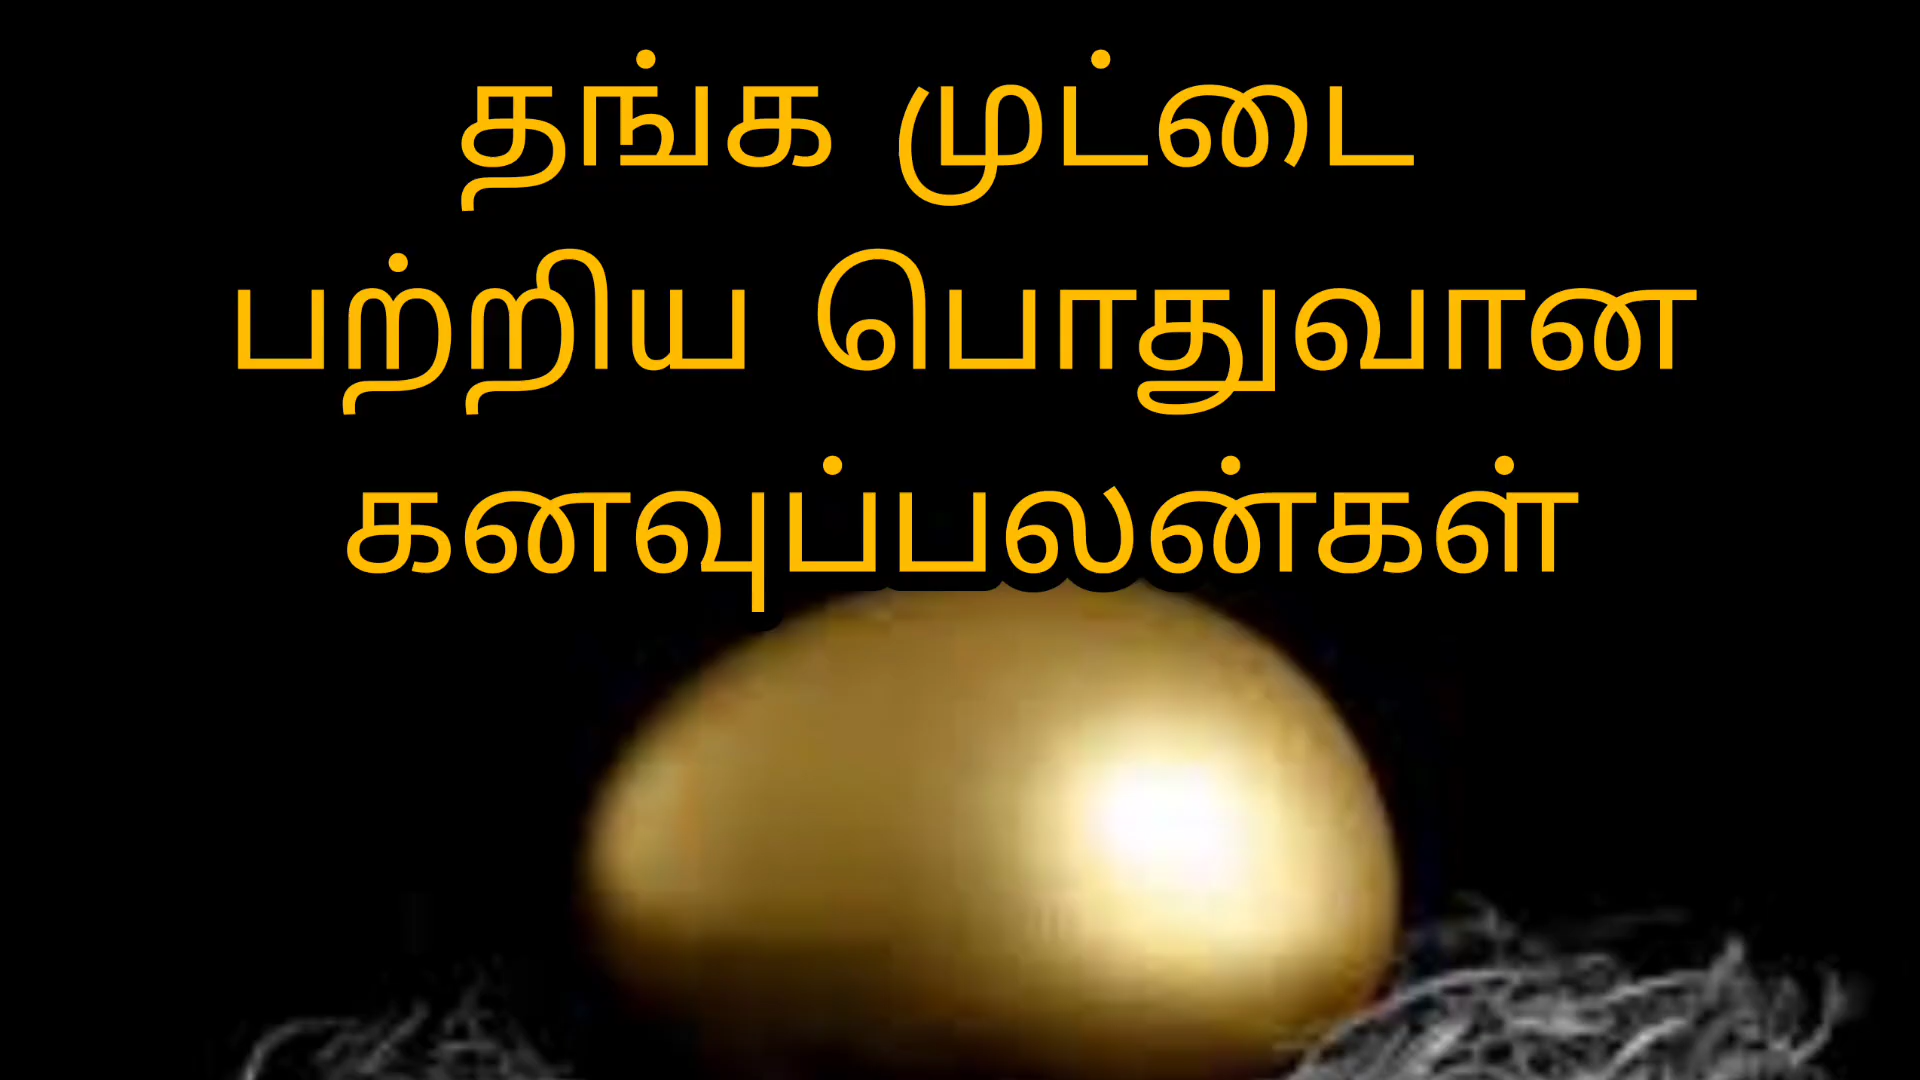 தங்க முட்டை
பற்றிய பொதுவான
கனவுப்பலன்கள்